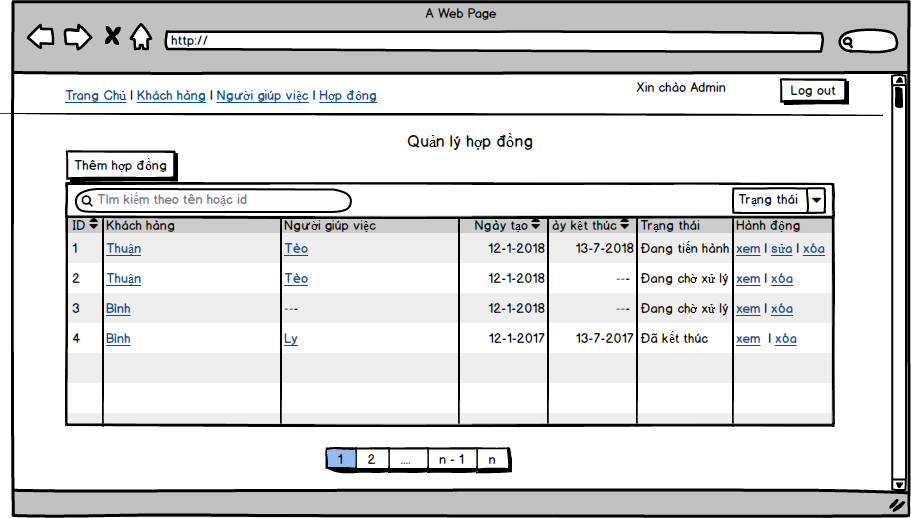 A Web Page
http://
Xin chào Admin
Log out
Trang Chủ | Khách hàng | Người giúp việc | Hợp đồng
Quản lý hợp đồng
Thêm hợp đồng
Tìm kiếm theo tên hoặc id
Trạng thái
ID Khách hàng Người giúp việc Ngày tạo ày kết thúc Trạng thái Hành động
1 Thuận Tèo 12-1-2018 13-7-2018 Đang tiến hành xem | sửa | xóa
2 Thuận Tèo 12-1-2018 --- Đang chờ xử lý xem | xóa
3 Bình --- 12-1-2018 --- Đang chờ xử lý xem | xóa
4 Bình Ly 12-1-2017 13-7-2017 Đã kết thúc xem | xóa
1 2 .... n - 1 n